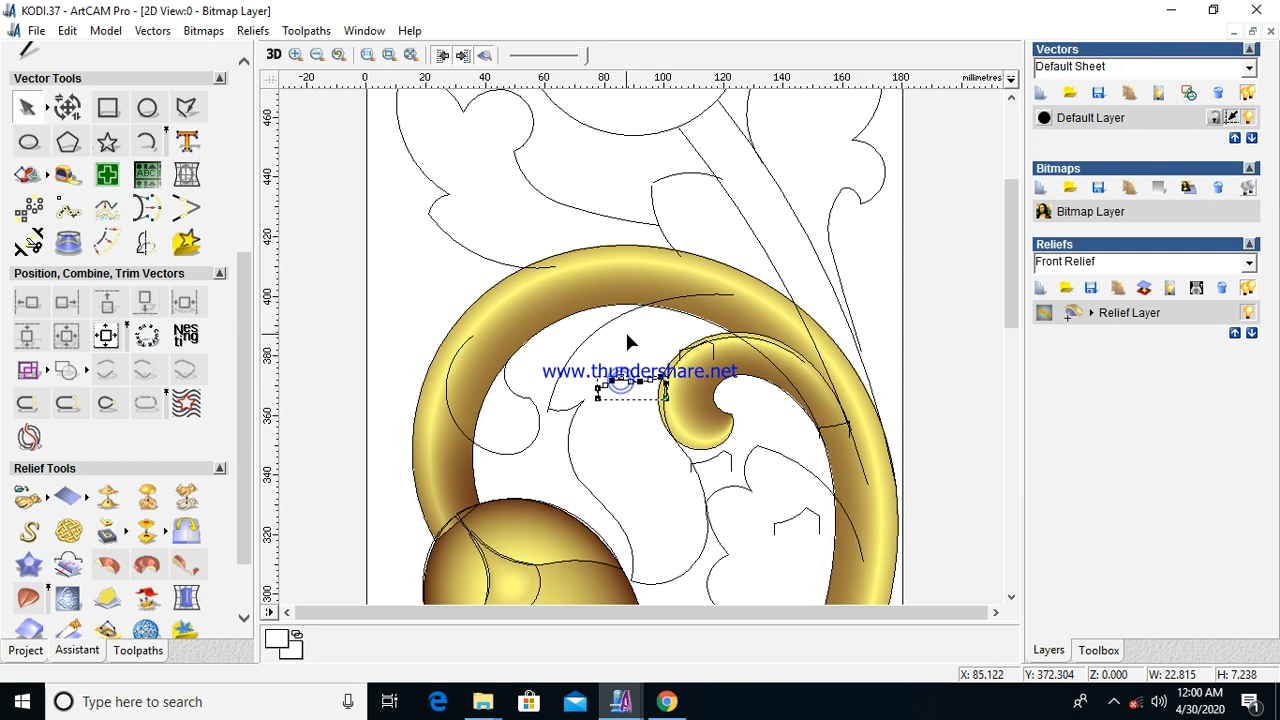 KODI.37 - ArtCAM Pro - [2D View:0 - Bitmap Layer]
File Edit Model Vectors Bitmaps Reliefs Toolpaths Window Help
Vector Tools
ABC
Position, Combine, Trim Vectors
Nes
ting
Relief Tools
Project Assistant Toolpaths
3D
-20 0 20 40 60 80 100 120 140 160 180 millimetres
460
440
420
400
380
360
340
320
300
www.thundershare.net
Vectors
Default Sheet
Default Layer
Bitmaps
Bitmap Layer
Reliefs
Front Relief
Relief Layer
Layers Toolbox
X: 85.122 Y: 372.304 Z: 0.000 W: 22.815 H: 7.238
Type here to search
12:00 AM
4/30/2020
1